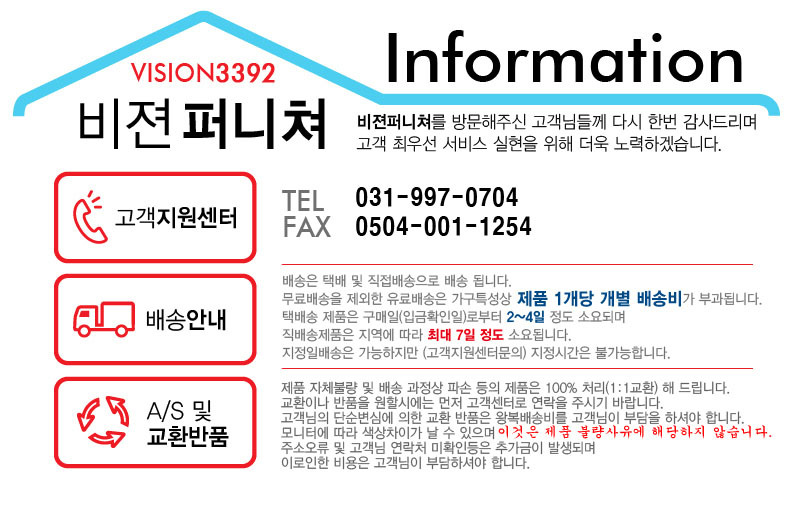 VISION3392
Information
비젼퍼니쳐
비젼퍼니쳐를 방문해주신 고객님들께 다시 한번 감사드리며
고객 최우선 서비스 실현을 위해 더욱 노력하겠습니다.
고객지원센터
TEL 031-997-0704
FAX 0504-001-1254
배송안내
배송은 택배 및 직접배송으로 배송 됩니다.
무료배송을 제외한 유료배송은 가구특성상 제품 1개당 개별 배송비가 부과됩니다.
택배송 제품은 구매일(입금확인일)로부터 2~4일 정도 소요되며
직배송제품은 지역에 따라 최대 7일 정도 소요됩니다.
지정일배송은 가능하지만 (고객지원센터문의) 지정시간은 불가능합니다.
A/S 및
교환반품
제품 자체불량 및 배송 과정상 파손 등의 제품은 100% 처리(1:1교환) 해 드립니다.
교환이나 반품을 원할시에는 먼저 고객센터로 연락을 주시기 바랍니다.
고객님의 단순변심에 의한 교환 반품은 왕복배송비를 고객님이 부담을 하셔야 합니다.
모니터에 따라 색상차이가 날 수 있으며 이것은 제품 불량사유에 해당하지 않습니다.
주소오류 및 고객님 연락처 미확인등은 추가금이 발생되며
이로인한 비용은 고객님이 부담하셔야 합니다.